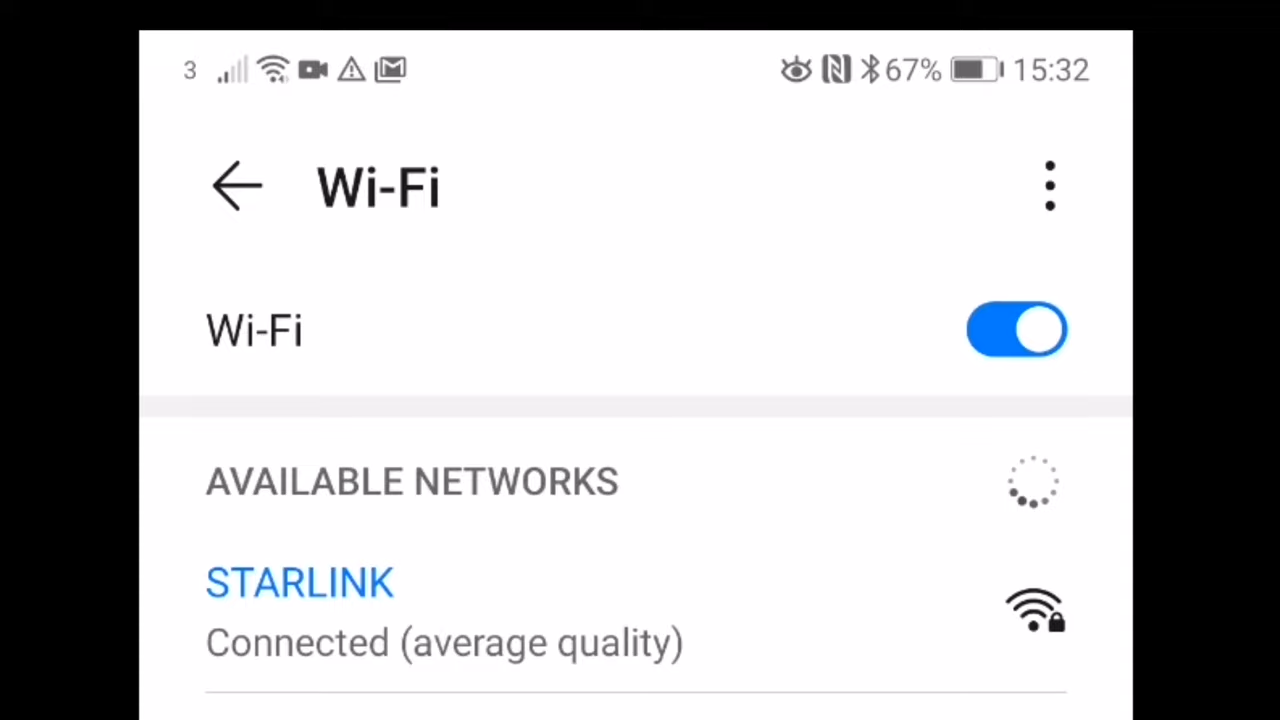 3 67% 15:32
Wi-Fi
Wi-Fi
AVAILABLE NETWORKS
STARLINK
Connected (average quality)